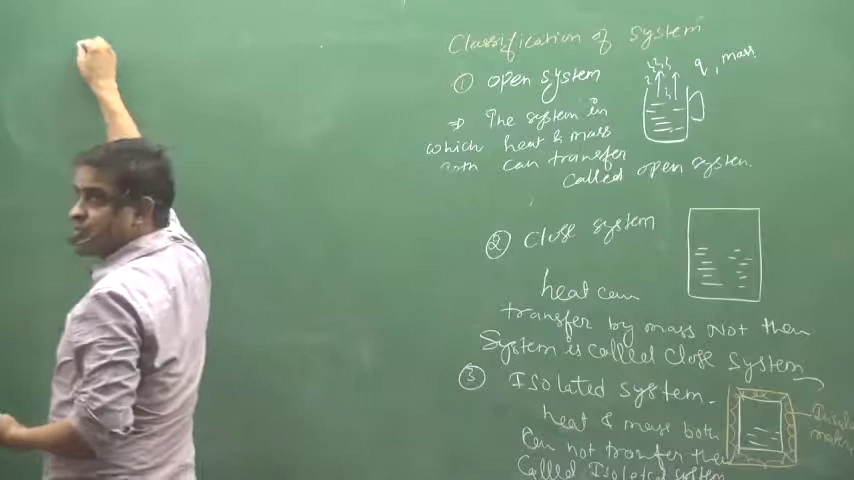 Classification of System
① open system
q, mass
⇒ The system in
which heat & mass
both can transfer
called open system.
② Close system
heat can
transfer by mass Not then
System is called Close System
③ Isolated system.
heat & mass both
Can not transfer then
Called Isolated system